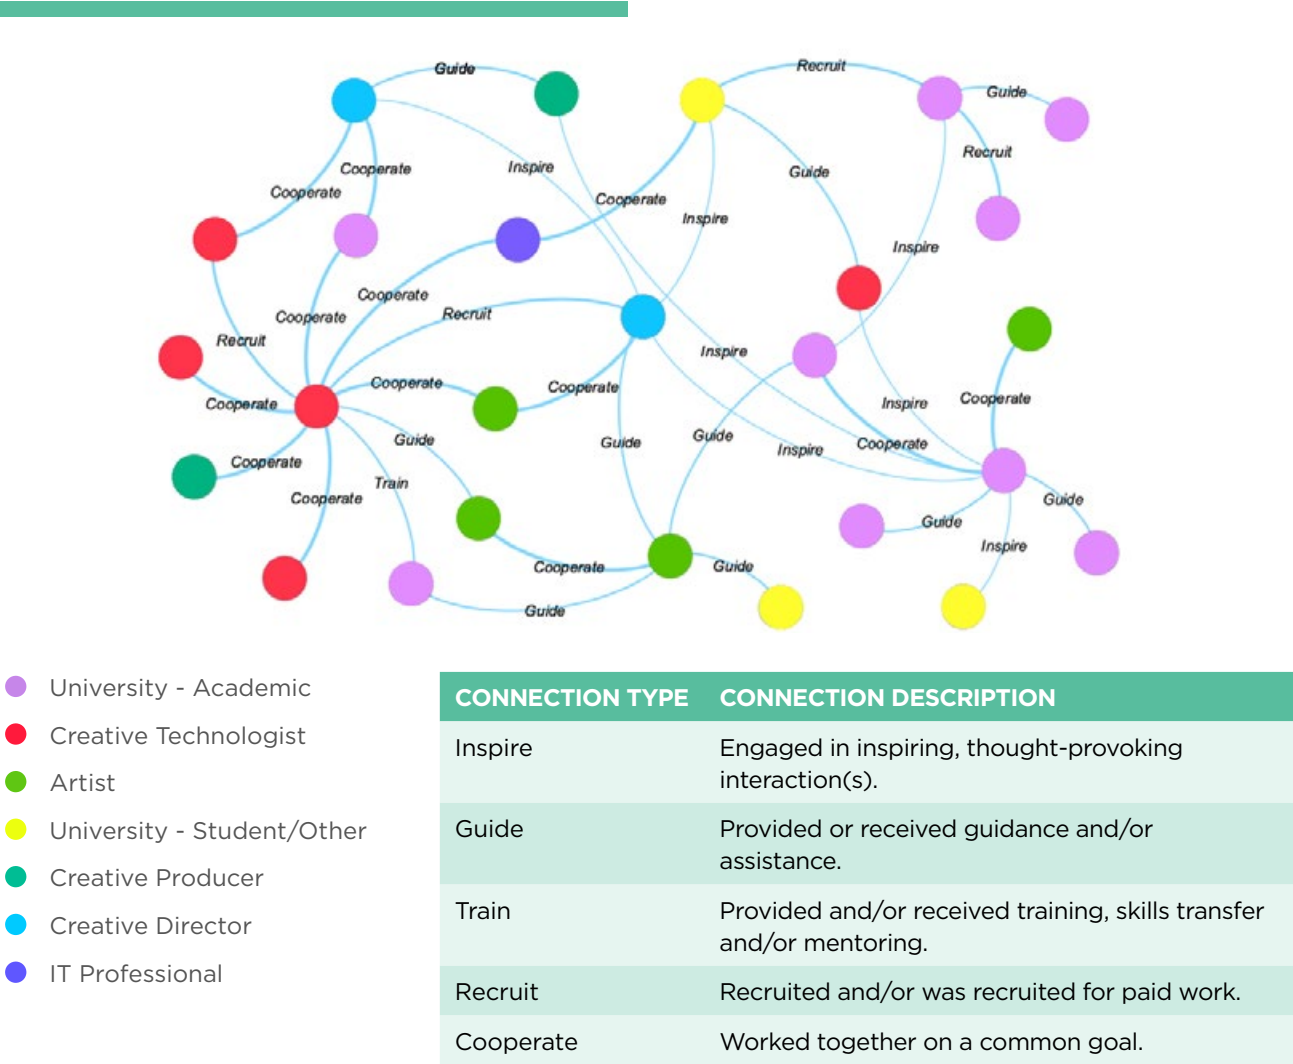 Guide
Recruit
Guide
Recruit
Cooperate
Inspire
Guide
Cooperate
Cooperate
Inspire
Inspire
Cooperate
Recruit
Cooperate
Recruit
Inspire
Cooperate
Cooperate
Cooperate
Inspire
Cooperate
Guide
Guide
Guide
Cooperate
Inspire
Cooperate
Train
Cooperate
Guide
Guide
Inspire
Cooperate
Guide
Guide
University - Academic
Creative Technologist
Artist
University - Student/Other
Creative Producer
Creative Director
IT Professional
CONNECTION TYPE CONNECTION DESCRIPTION
Inspire Engaged in inspiring, thought-provoking
interaction(s).
Guide Provided or received guidance and/or
assistance.
Train Provided and/or received training, skills transfer
and/or mentoring.
Recruit Recruited and/or was recruited for paid work.
Cooperate Worked together on a common goal.